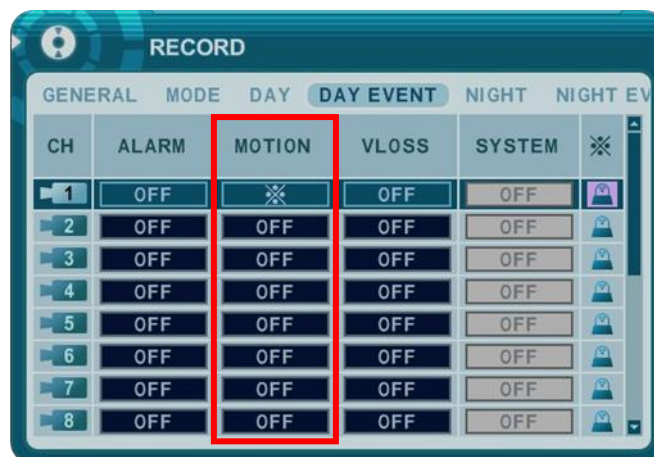 RECORD
GENERAL MODE DAY DAY EVENT NIGHT NIGHT EV
CH ALARM MOTION VLOSS SYSTEM ※
1 OFF ※ OFF OFF
2 OFF OFF OFF OFF
3 OFF OFF OFF OFF
4 OFF OFF OFF OFF
5 OFF OFF OFF OFF
6 OFF OFF OFF OFF
7 OFF OFF OFF OFF
8 OFF OFF OFF OFF